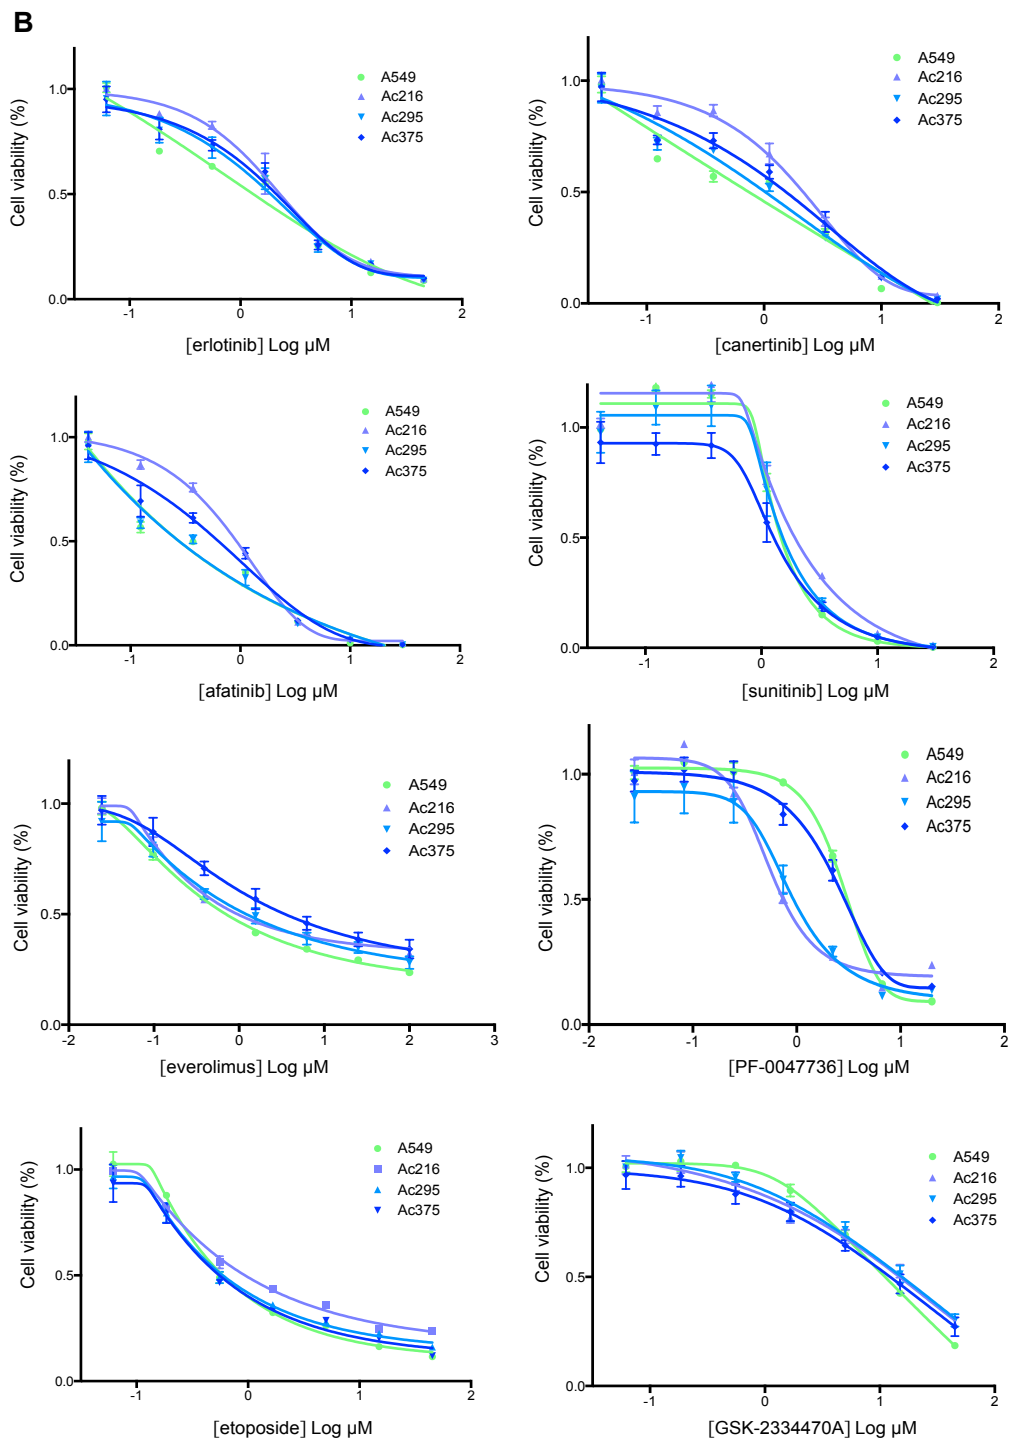 B
Cell viability (%)
1.0
0.5
0.0
-1
0
1
2
[erlotinib] Log µM
A549
Ac216
Ac295
Ac375
Cell viability (%)
1.0
0.5
0.0
-1
0
1
2
[canertinib] Log µM
A549
Ac216
Ac295
Ac375
Cell viability (%)
1.0
0.5
0.0
-1
0
1
2
[afatinib] Log µM
A549
Ac216
Ac295
Ac375
Cell viability (%)
1.0
0.5
0.0
-1
0
1
2
[sunitinib] Log µM
A549
Ac216
Ac295
Ac375
Cell viability (%)
1.0
0.5
0.0
-2
-1
0
1
2
3
[everolimus] Log µM
A549
Ac216
Ac295
Ac375
Cell viability (%)
1.0
0.5
0.0
-2
-1
0
1
2
[PF-0047736] Log µM
A549
Ac216
Ac295
Ac375
Cell viability (%)
1.0
0.5
0.0
-1
0
1
2
[etoposide] Log µM
A549
Ac216
Ac295
Ac375
Cell viability (%)
1.0
0.5
0.0
-1
0
1
2
[GSK-2334470A] Log µM
A549
Ac216
Ac295
Ac375